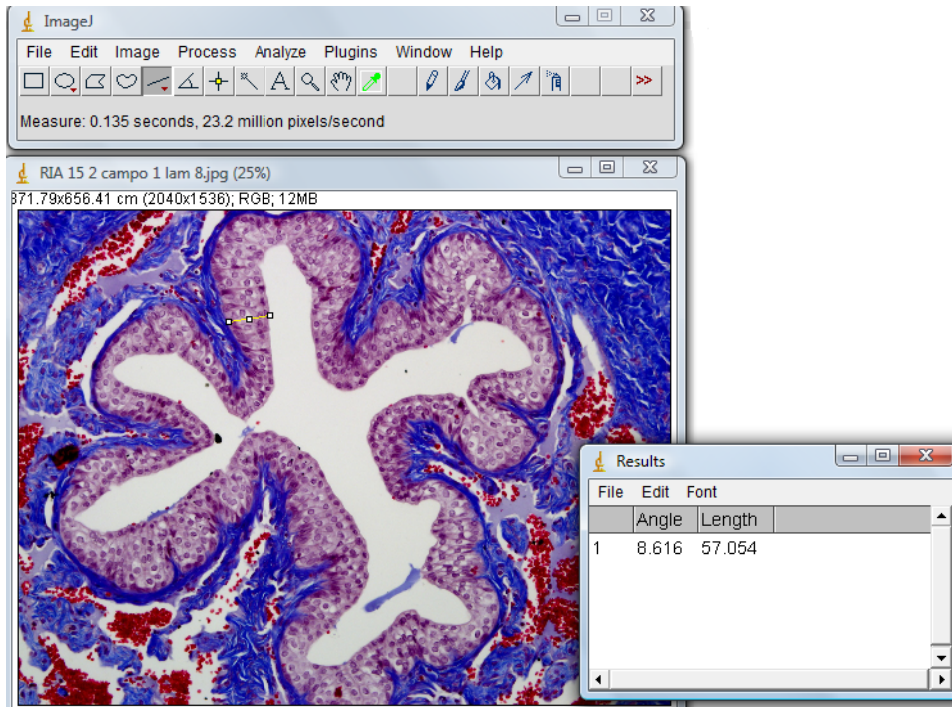 ImageJ
File Edit Image Process Analyze Plugins Window Help
A >>
Measure: 0.135 seconds, 23.2 million pixels/second
RIA 15 2 campo 1 lam 8.jpg (25%)
371.79x656.41 cm (2040x1536); RGB; 12MB
Results
File Edit Font
Angle Length
1 8.616 57.054